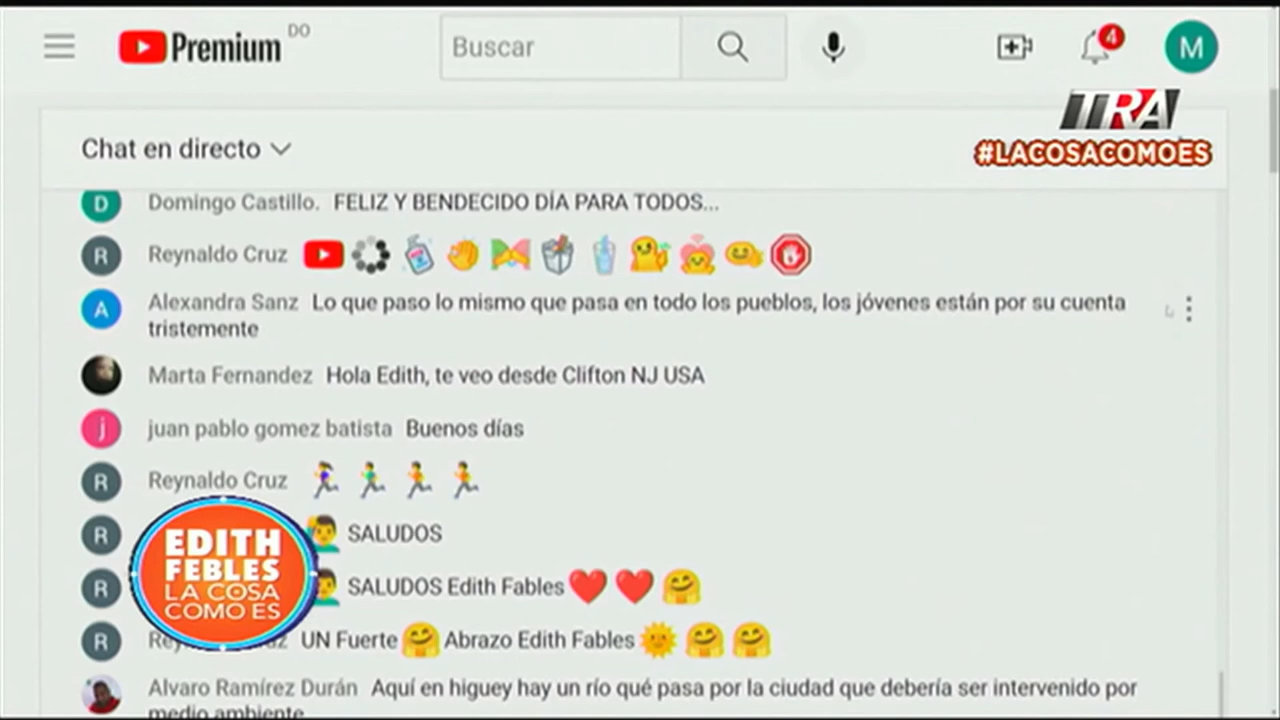 Premium DO
Buscar
4
M
TRA
#LACOSACOMOES
Chat en directo
D Domingo Castillo. FELIZ Y BENDECIDO DÍA PARA TODOS...
R Reynaldo Cruz
A Alexandra Sanz Lo que paso lo mismo que pasa en todo los pueblos, los jóvenes están por su cuenta
tristemente
Marta Fernandez Hola Edith, te veo desde Clifton NJ USA
j juan pablo gomez batista Buenos días
R Reynaldo Cruz
R SALUDOS
R SALUDOS Edith Fables
R UN Fuerte Abrazo Edith Fables
EDITH
FEBLES
LA COSA
COMO ES
Alvaro Ramírez Durán Aquí en higuey hay un río qué pasa por la ciudad que debería ser intervenido por
medio ambiente